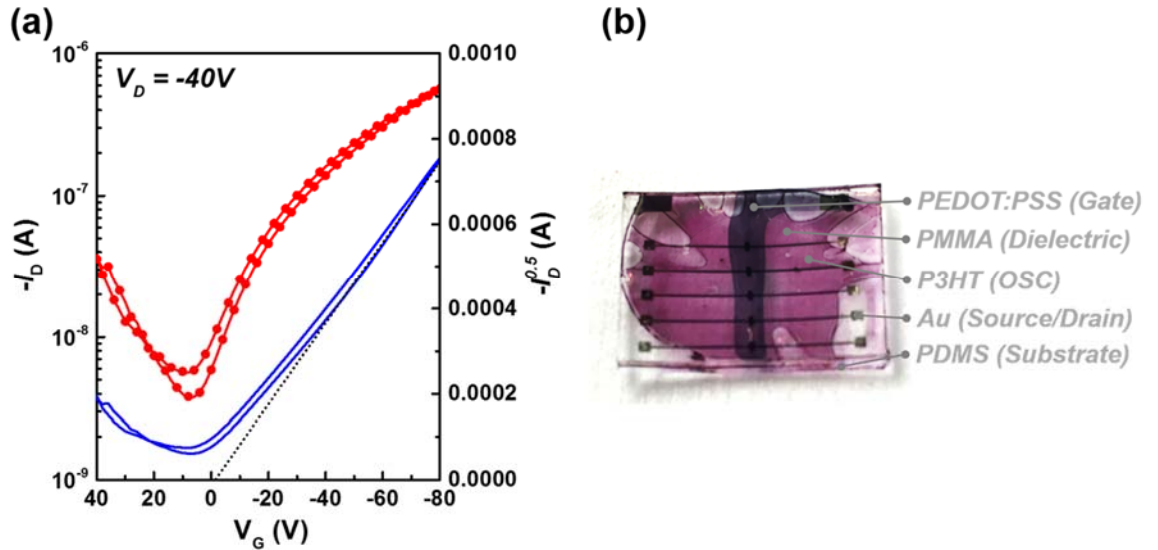 (a)
V_D = -40V
10^-6
10^-7
10^-8
10^-9
-I_D (A)
40 20 0 -20 -40 -60 -80
V_G (V)
0.0010
0.0008
0.0006
0.0004
0.0002
0.0000
-I_D^0.5 (A)
(b)
PEDOT:PSS (Gate)
PMMA (Dielectric)
P3HT (OSC)
Au (Source/Drain)
PDMS (Substrate)